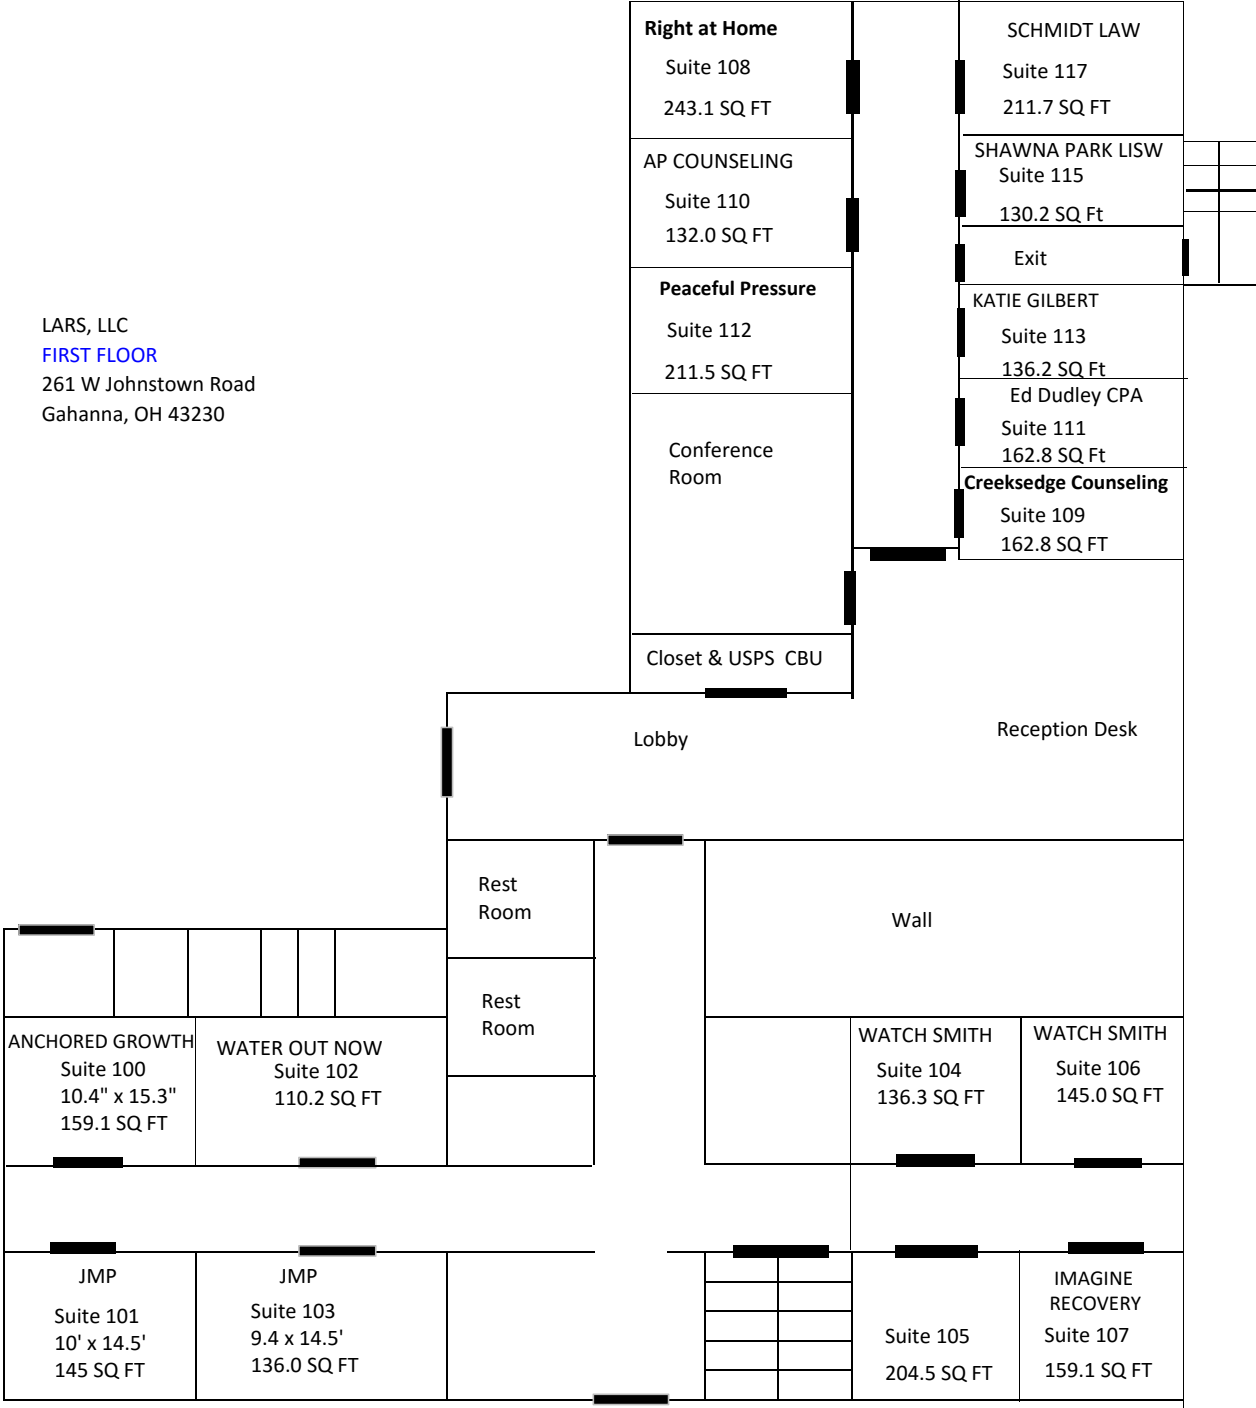 Right at Home
Suite 108
243.1 SQ FT
AP COUNSELING
Suite 110
132.0 SQ FT
Peaceful Pressure
Suite 112
211.5 SQ FT
Conference
Room
Closet & USPS CBU
SCHMIDT LAW
Suite 117
211.7 SQ FT
SHAWNA PARK LISW
Suite 115
130.2 SQ Ft
Exit
KATIE GILBERT
Suite 113
136.2 SQ Ft
Ed Dudley CPA
Suite 111
162.8 SQ Ft
Creeksedge Counseling
Suite 109
162.8 SQ FT
LARS, LLC
FIRST FLOOR
261 W Johnstown Road
Gahanna, OH 43230
Lobby
Reception Desk
Rest
Room
Rest
Room
Wall
ANCHORED GROWTH
Suite 100
10.4" x 15.3"
159.1 SQ FT
WATER OUT NOW
Suite 102
110.2 SQ FT
WATCH SMITH
Suite 104
136.3 SQ FT
WATCH SMITH
Suite 106
145.0 SQ FT
JMP
Suite 101
10' x 14.5'
145 SQ FT
JMP
Suite 103
9.4 x 14.5'
136.0 SQ FT
Suite 105
204.5 SQ FT
IMAGINE
RECOVERY
Suite 107
159.1 SQ FT